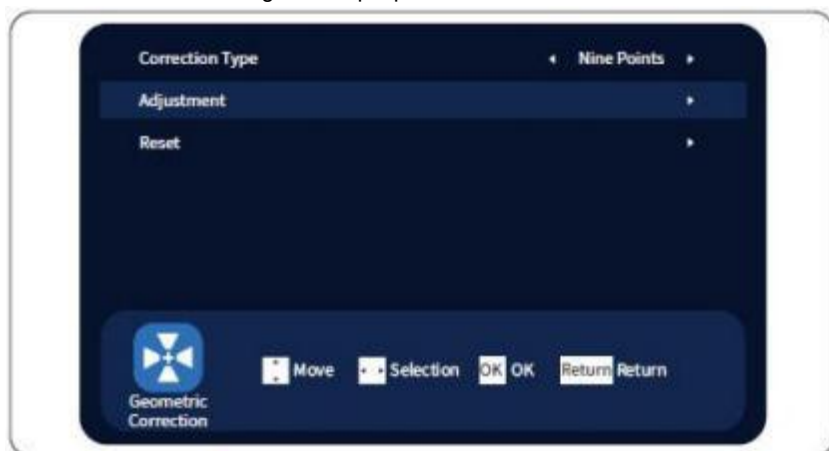 Correction Type Nine Points
Adjustment
Reset
Move Selection OK OK Return Return
Geometric
Correction